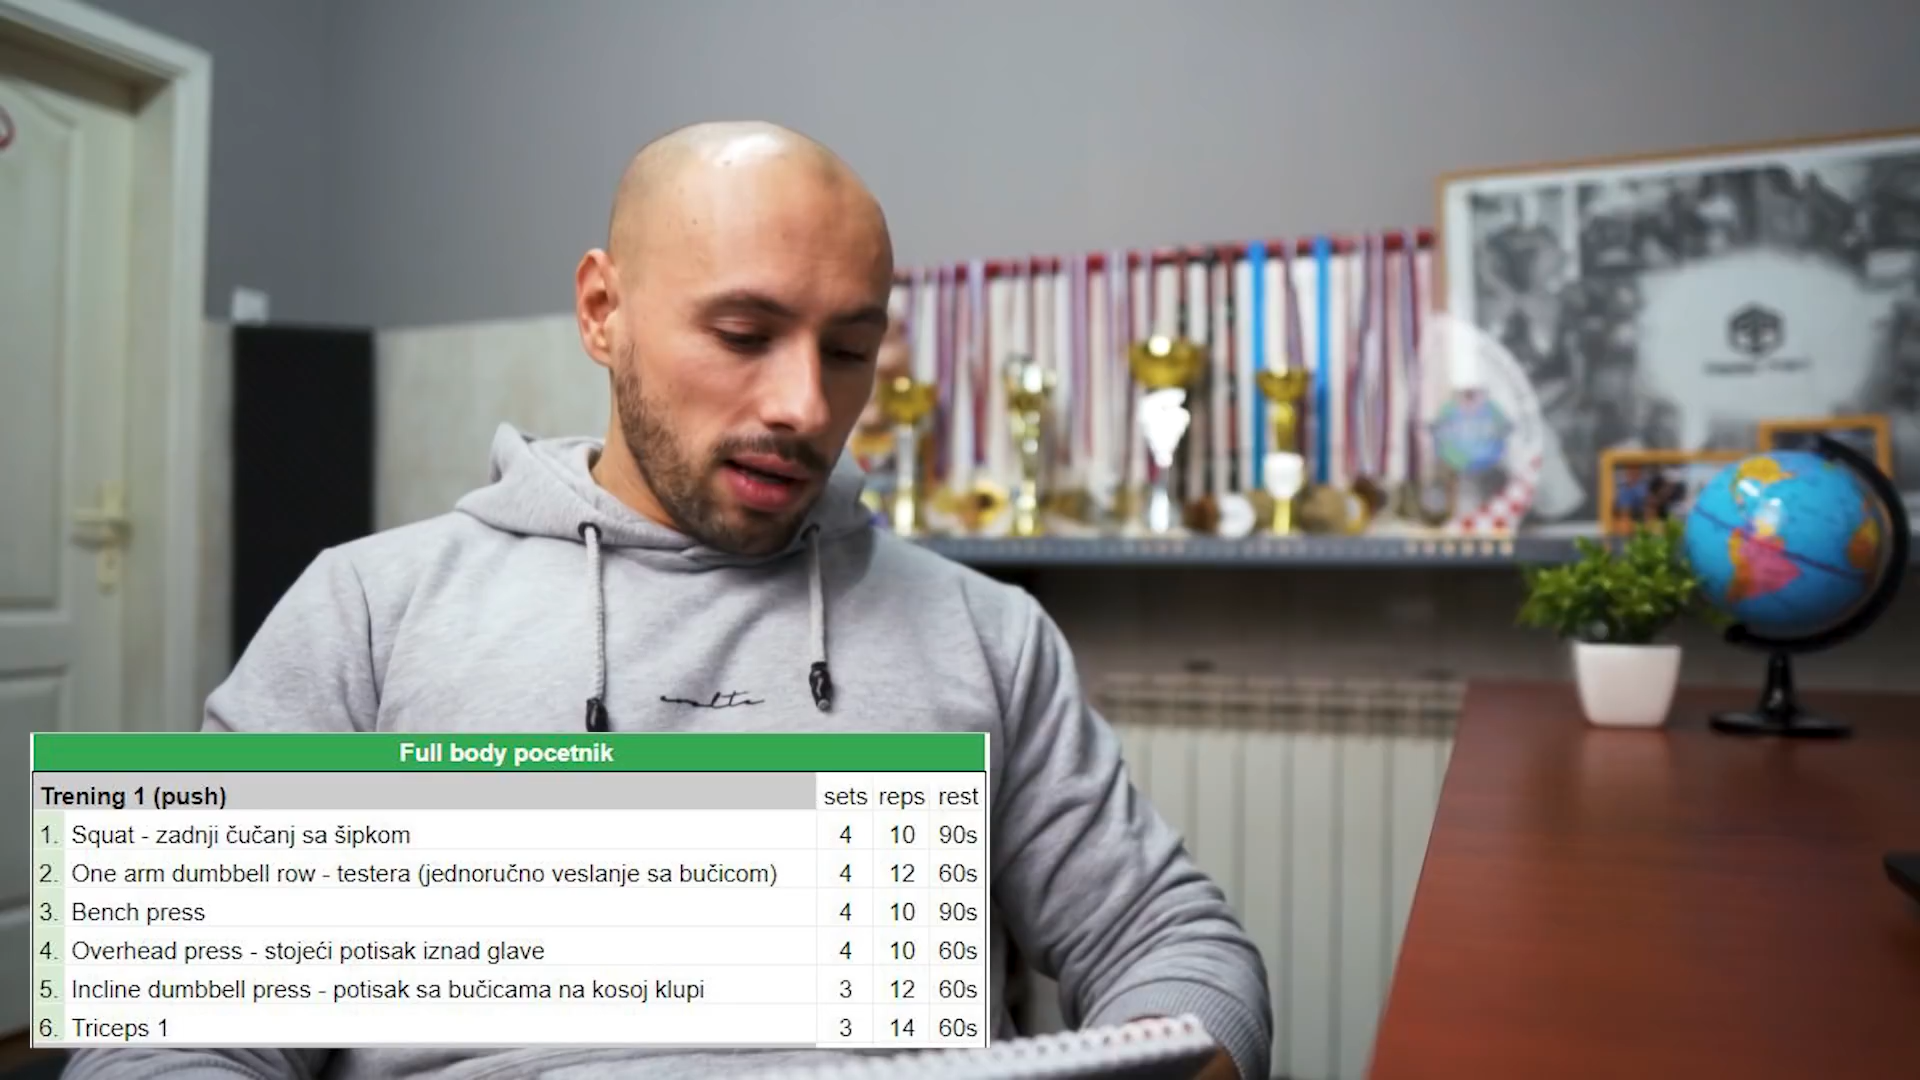 Full body pocetnik
Trening 1 (push) sets reps rest
1. Squat - zadnji čučanj sa šipkom 4 10 90s
2. One arm dumbbell row - testera (jednoručno veslanje sa bučicom) 4 12 60s
3. Bench press 4 10 90s
4. Overhead press - stojeći potisak iznad glave 4 10 60s
5. Incline dumbbell press - potisak sa bučicama na kosoj klupi 3 12 60s
6. Triceps 1 3 14 60s